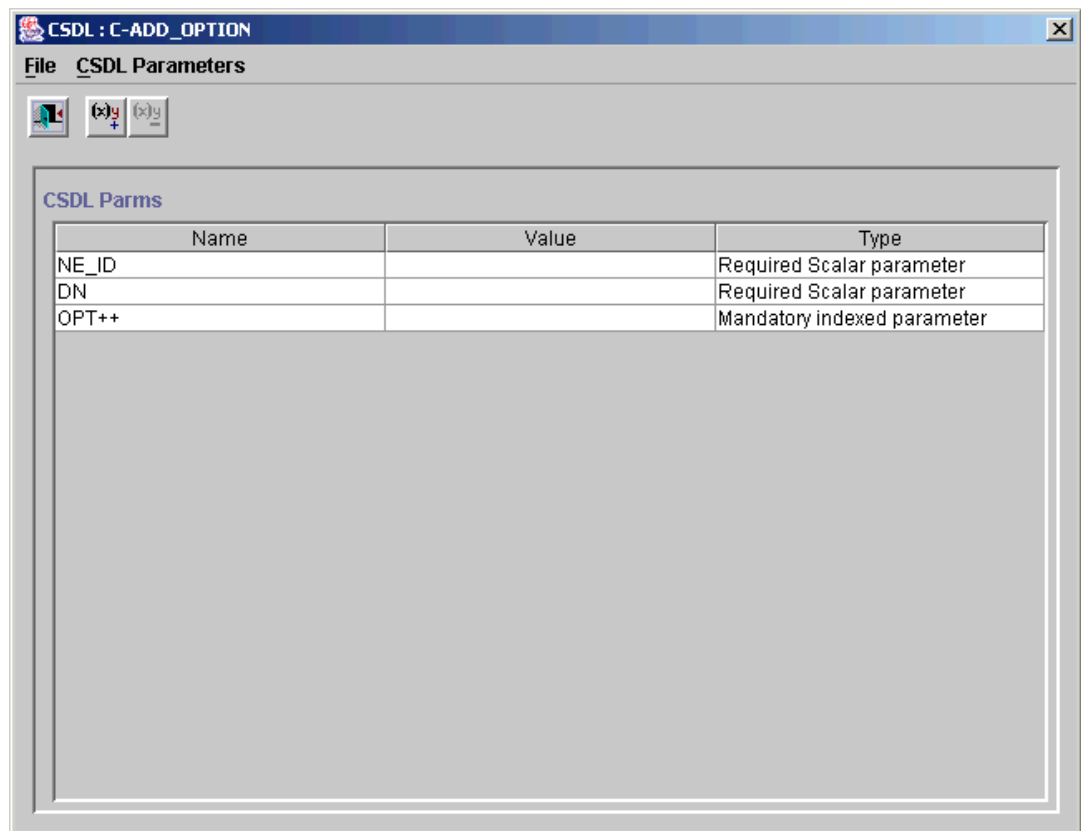 CSDL : C-ADD_OPTION
File CSDL Parameters
(x)y + (x)y -
CSDL Parms
Name Value Type
NE_ID Required Scalar parameter
DN Required Scalar parameter
OPT++ Mandatory indexed parameter